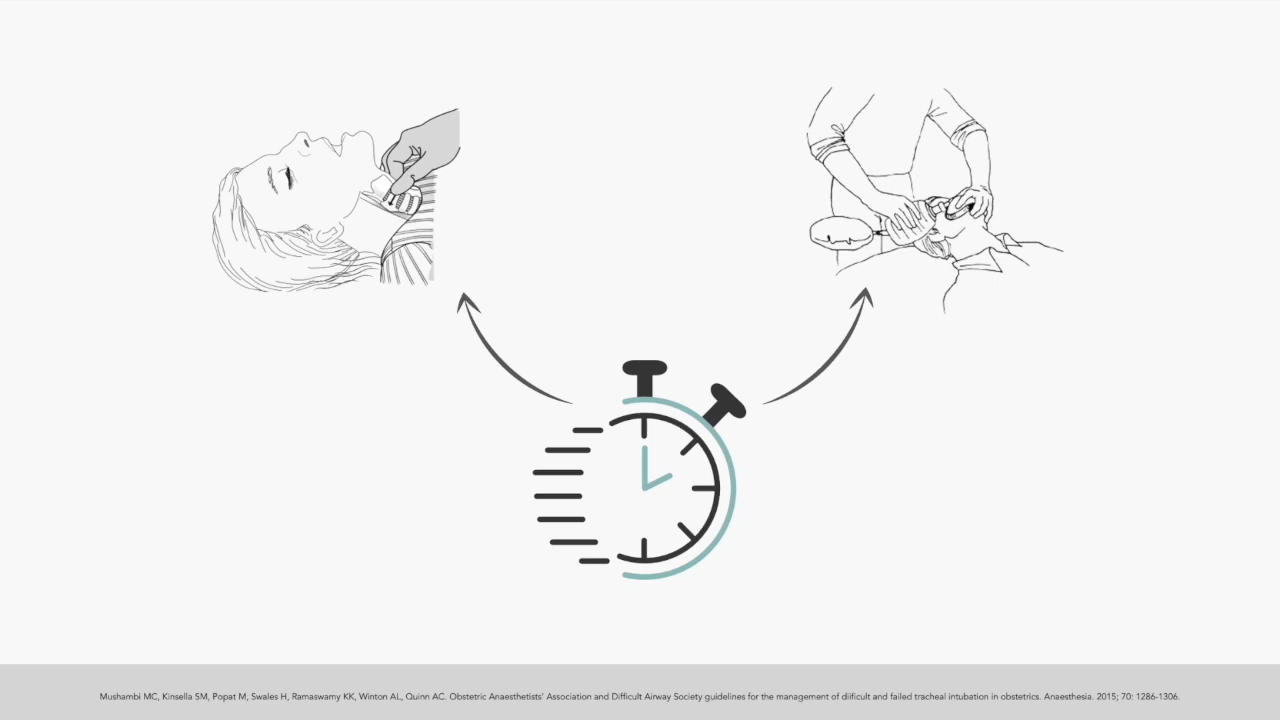 Mushambi MC, Kinsella SM, Popat M, Swales H, Ramaswamy KK, Winton AL, Quinn AC. Obstetric Anaesthetists' Association and Difficult Airway Society guidelines for the management of diificult and failed tracheal intubation in obstetrics. Anaesthesia. 2015; 70: 1286-1306.